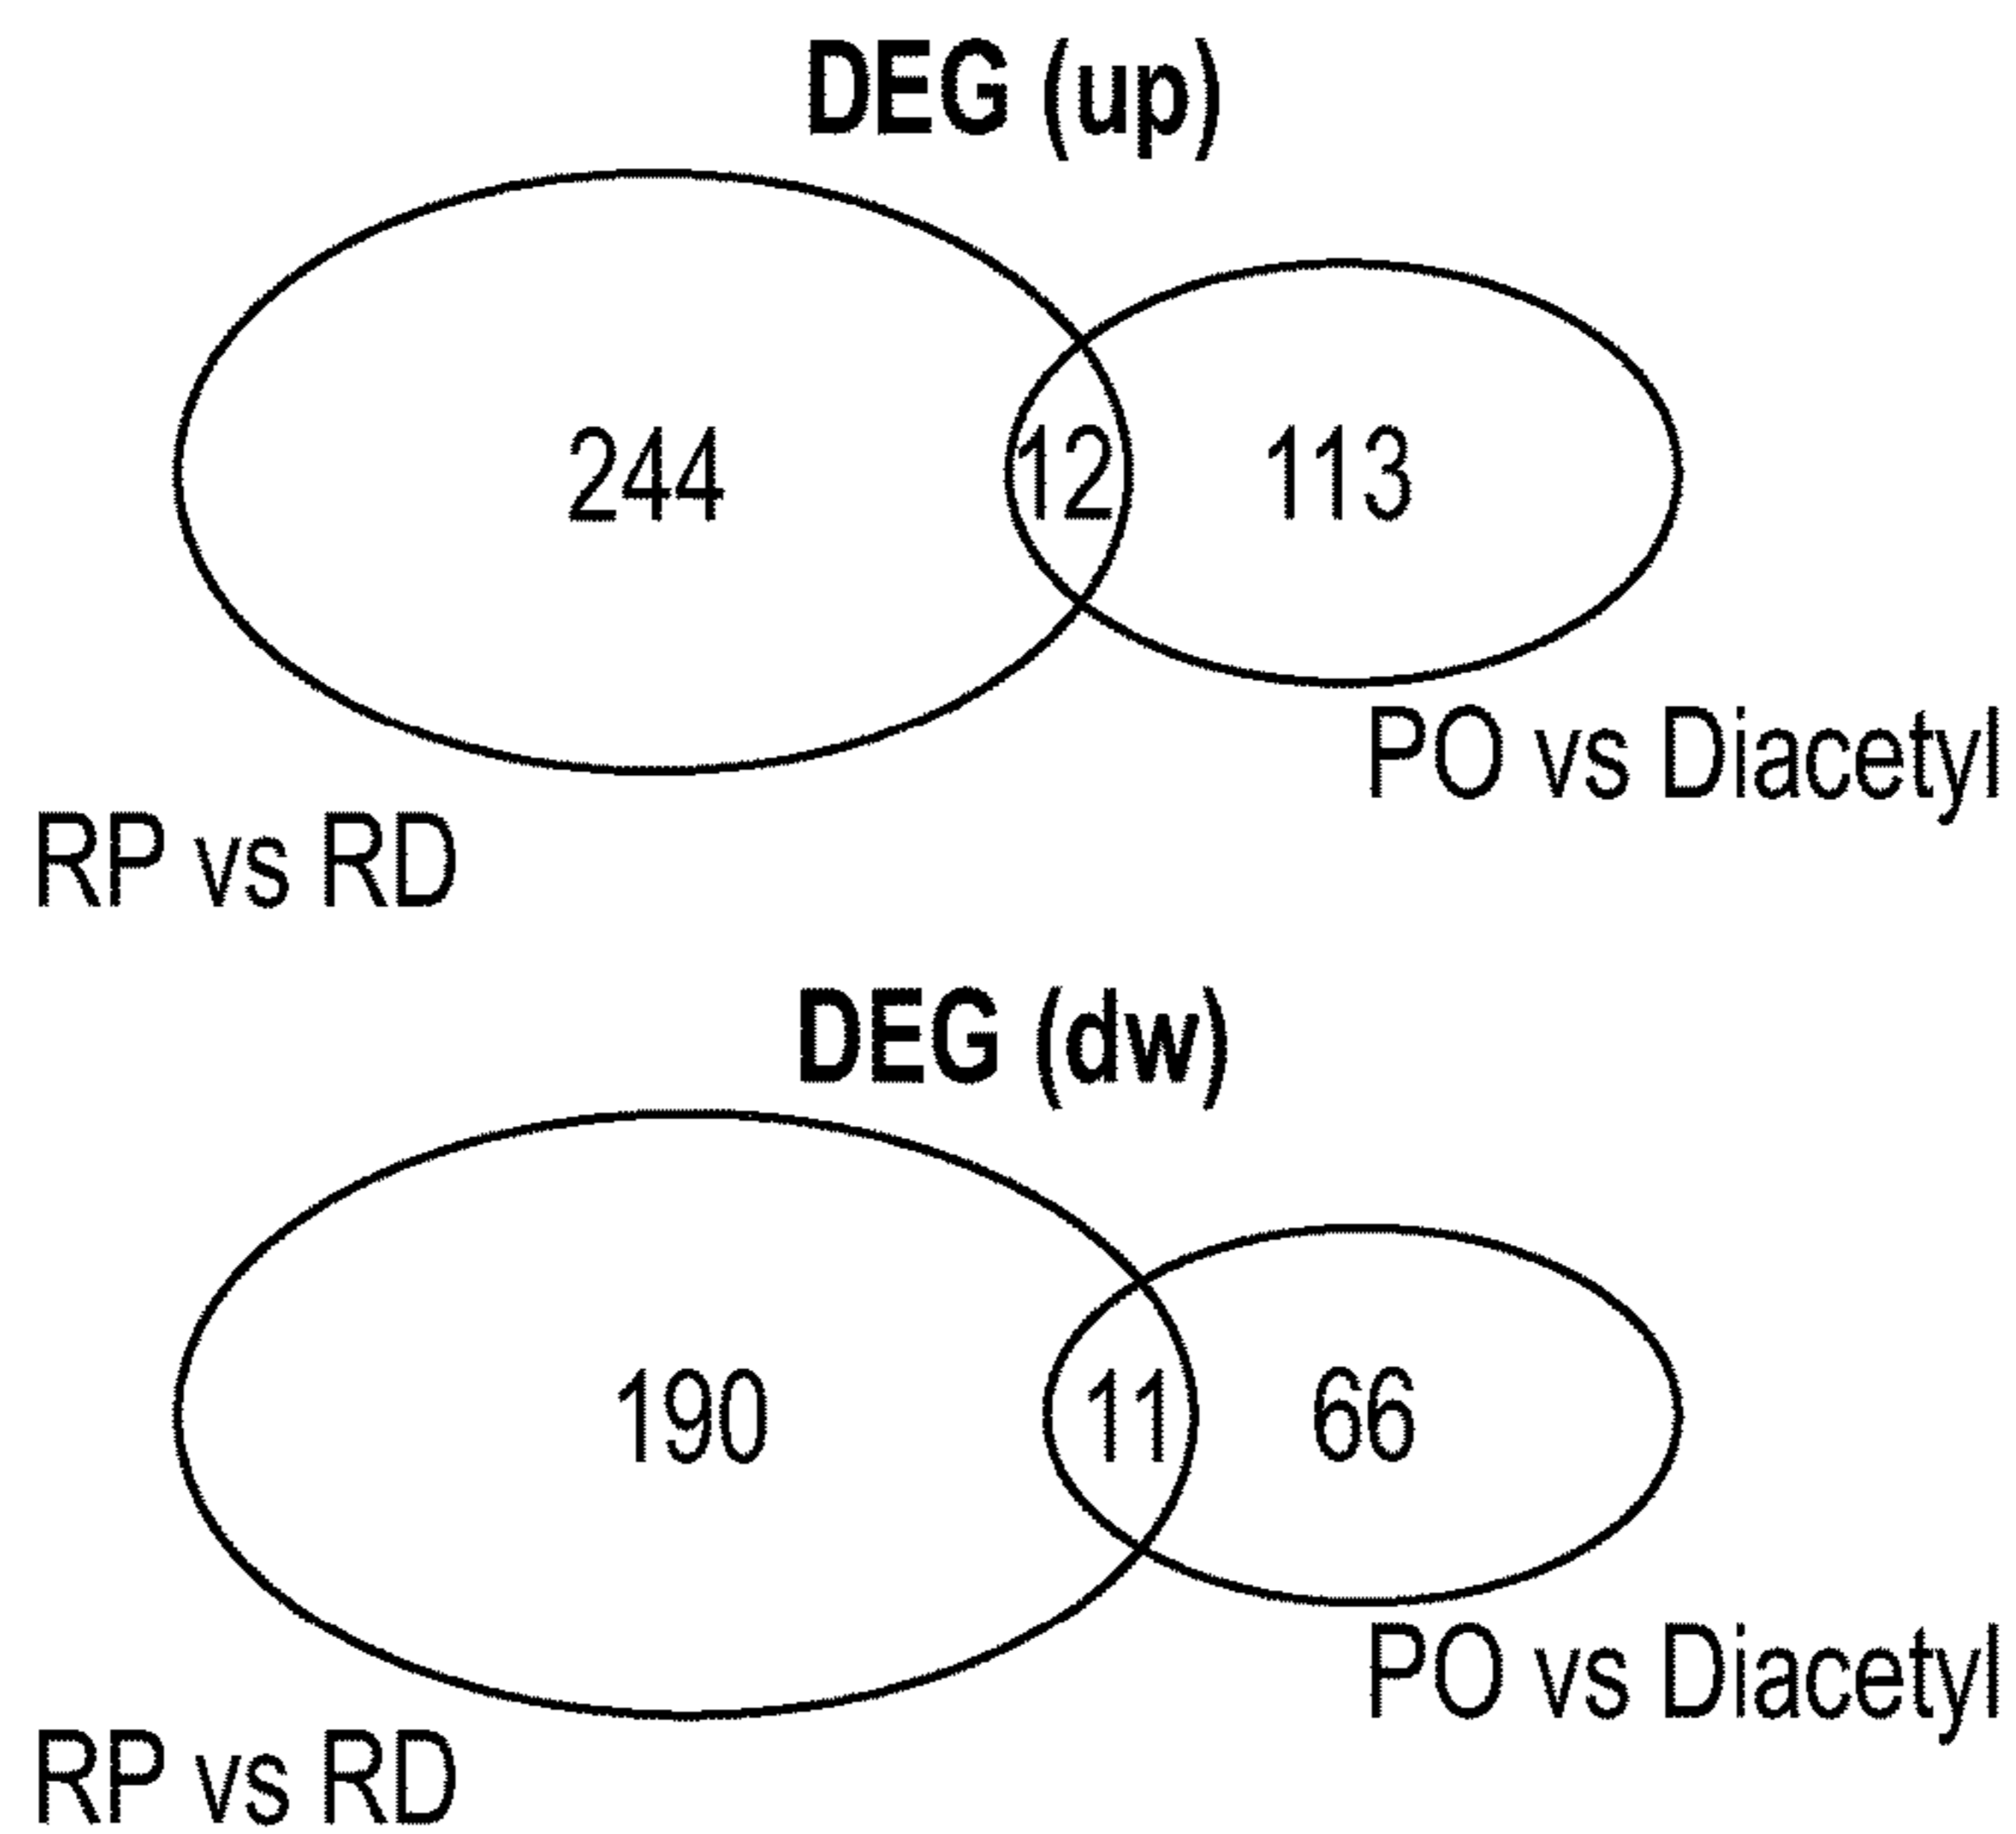 DEG (up)
244 12 113
PO vs Diacetyl
RP vs RD
DEG (dw)
190 11 66
PO vs Diacetyl
RP vs RD